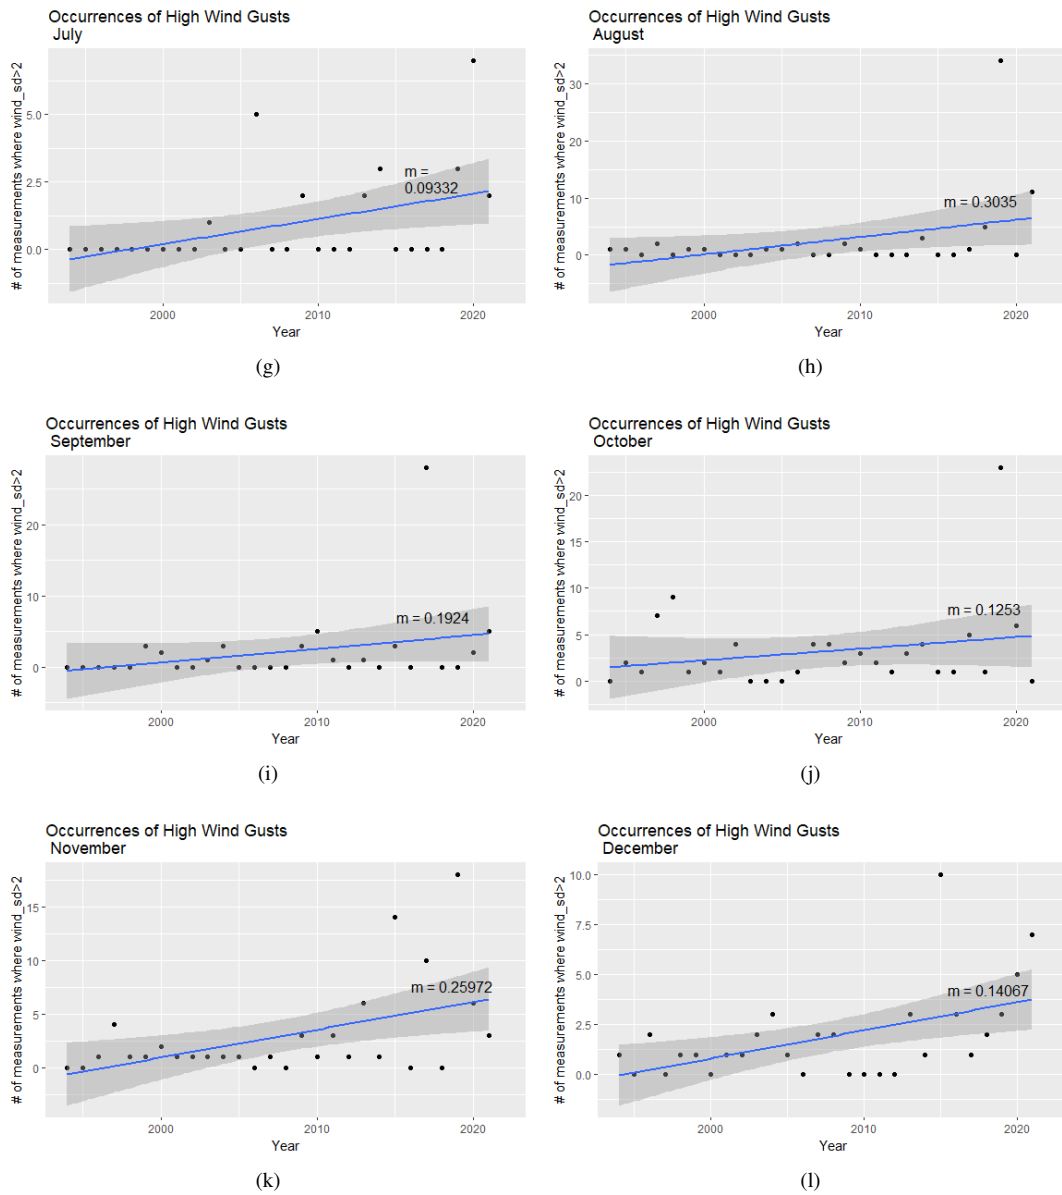 Occurrences of High Wind Gusts
July
# of measurements where wind_sd>2
5.0
2.5
0.0
m =
0.09332
2000
2010
2020
Year
(g)
Occurrences of High Wind Gusts
August
# of measurements where wind_sd>2
30
20
10
0
m = 0.3035
2000
2010
2020
Year
(h)
Occurrences of High Wind Gusts
September
# of measurements where wind_sd>2
20
10
0
m = 0.1924
2000
2010
2020
Year
(i)
Occurrences of High Wind Gusts
October
# of measurements where wind_sd>2
20
15
10
5
0
m = 0.1253
2000
2010
2020
Year
(j)
Occurrences of High Wind Gusts
November
# of measurements where wind_sd>2
15
10
5
0
m = 0.25972
2000
2010
2020
Year
(k)
Occurrences of High Wind Gusts
December
# of measurements where wind_sd>2
10.0
7.5
5.0
2.5
0.0
m = 0.14067
2000
2010
2020
Year
(l)